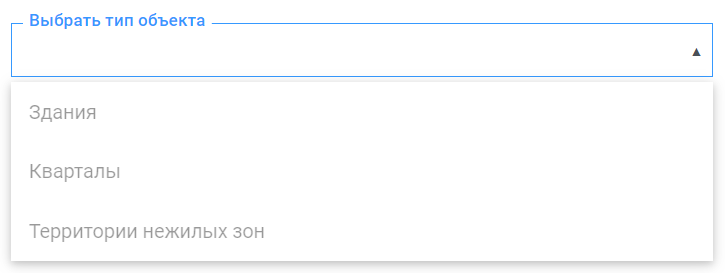 Выбрать тип объекта
Здания
Кварталы
Территории нежилых зон